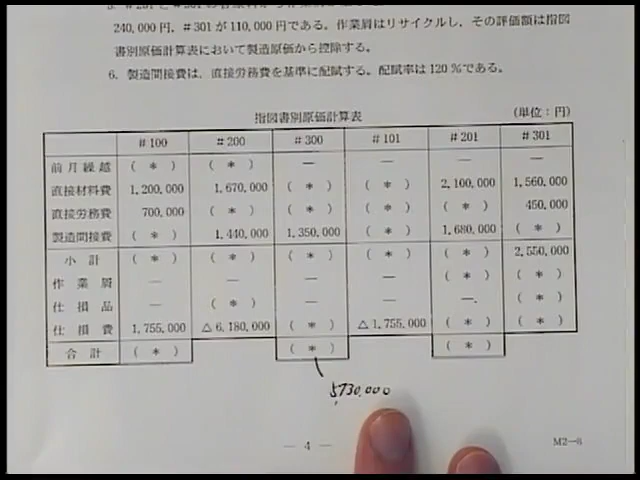 240,000円, #301が110,000円である。作業屑はリサイクルし, その評価額は指図
書別原価計算表において製造原価から控除する。
6. 製造間接費は, 直接労務費を基準に配賦する。配賦率は120%である。
指図書別原価計算表 (単位:円)
#100 #200 #300 #101 #201 #301
前月繰越 ( * ) ( * ) — — — —
直接材料費 1,200,000 1,670,000 ( * ) ( * ) 2,100,000 1,560,000
直接労務費 700,000 ( * ) ( * ) ( * ) ( * ) 450,000
製造間接費 ( * ) 1,440,000 1,350,000 ( * ) 1,680,000 ( * )
小計 ( * ) ( * ) ( * ) ( * ) ( * ) 2,550,000
作業屑 — — — — ( * ) ( * )
仕損品 — ( * ) — — — ( * )
仕損費 1,755,000 △6,180,000 ( * ) △1,755,000 ( * ) ( * )
合計 ( * ) ( * ) ( * )
5730,000
— 4 —
M2-8